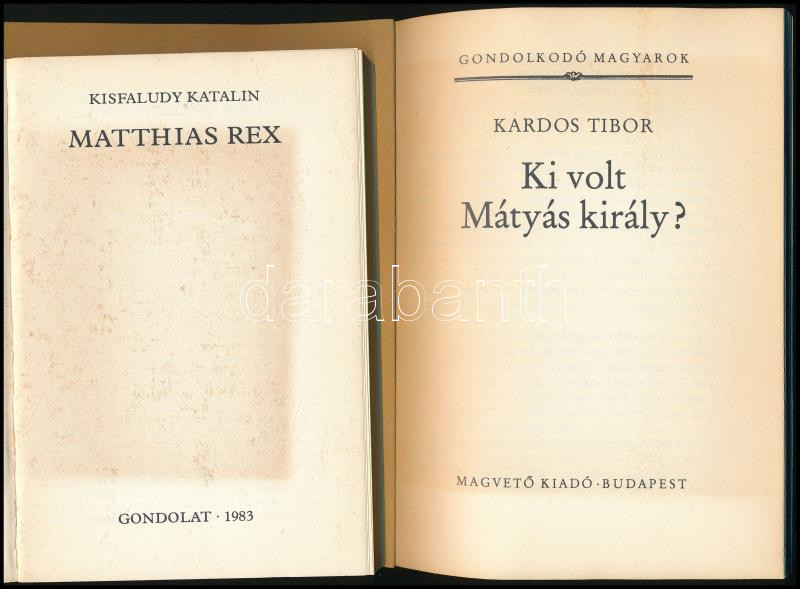 KISFALUDY KATALIN
MATTHIAS REX
GONDOLAT · 1983
GONDOLKODÓ MAGYAROK
KARDOS TIBOR
Ki volt
Mátyás király?
MAGVETŐ KIADÓ · BUDAPEST
darabanth